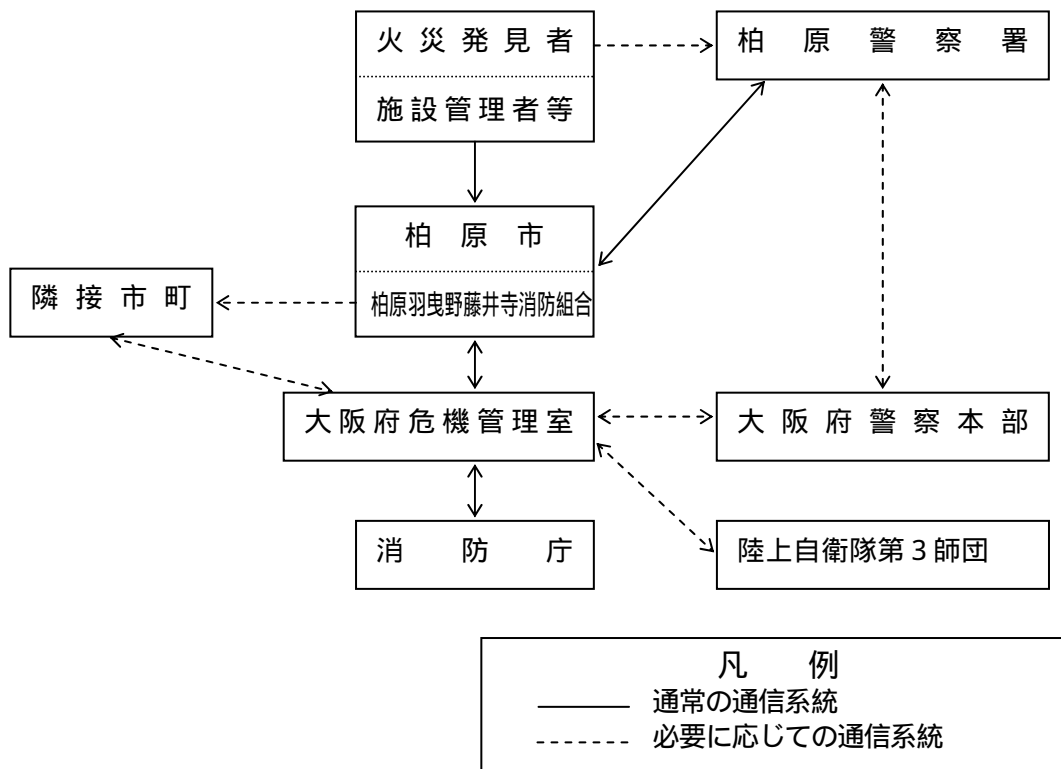 火災発見者
施設管理者等
柏原警察署
柏原市
柏原羽曳野藤井寺消防組合
隣接市町
大阪府危機管理室
大阪府警察本部
消防庁
陸上自衛隊第３師団
凡例
通常の通信系統
必要に応じての通信系統